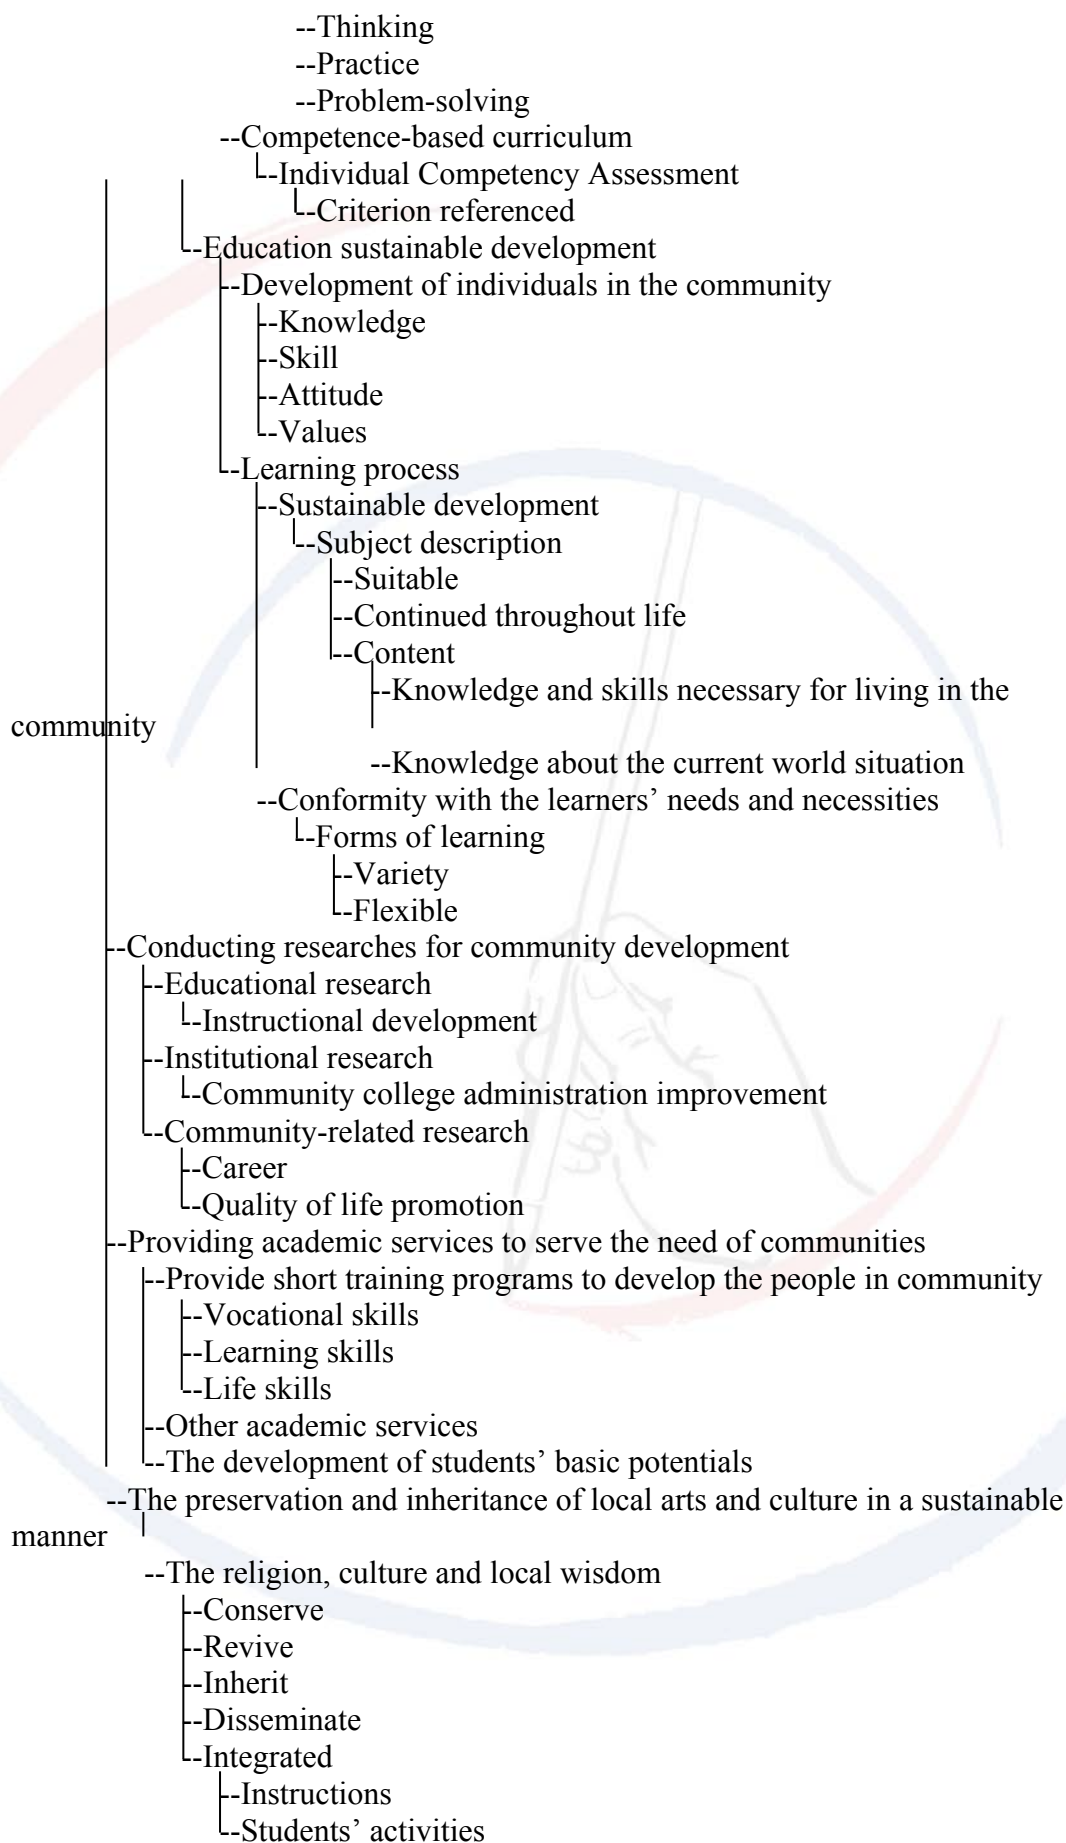 --Thinking
--Practice
--Problem-solving
--Competence-based curriculum
--Individual Competency Assessment
--Criterion referenced
--Education sustainable development
--Development of individuals in the community
--Knowledge
--Skill
--Attitude
--Values
--Learning process
--Sustainable development
--Subject description
--Suitable
--Continued throughout life
--Content
--Knowledge and skills necessary for living in the
community
--Knowledge about the current world situation
--Conformity with the learners’ needs and necessities
--Forms of learning
--Variety
--Flexible
--Conducting researches for community development
--Educational research
--Instructional development
--Institutional research
--Community college administration improvement
--Community-related research
--Career
--Quality of life promotion
--Providing academic services to serve the need of communities
--Provide short training programs to develop the people in community
--Vocational skills
--Learning skills
--Life skills
--Other academic services
--The development of students’ basic potentials
--The preservation and inheritance of local arts and culture in a sustainable
manner
--The religion, culture and local wisdom
--Conserve
--Revive
--Inherit
--Disseminate
--Integrated
--Instructions
--Students’ activities